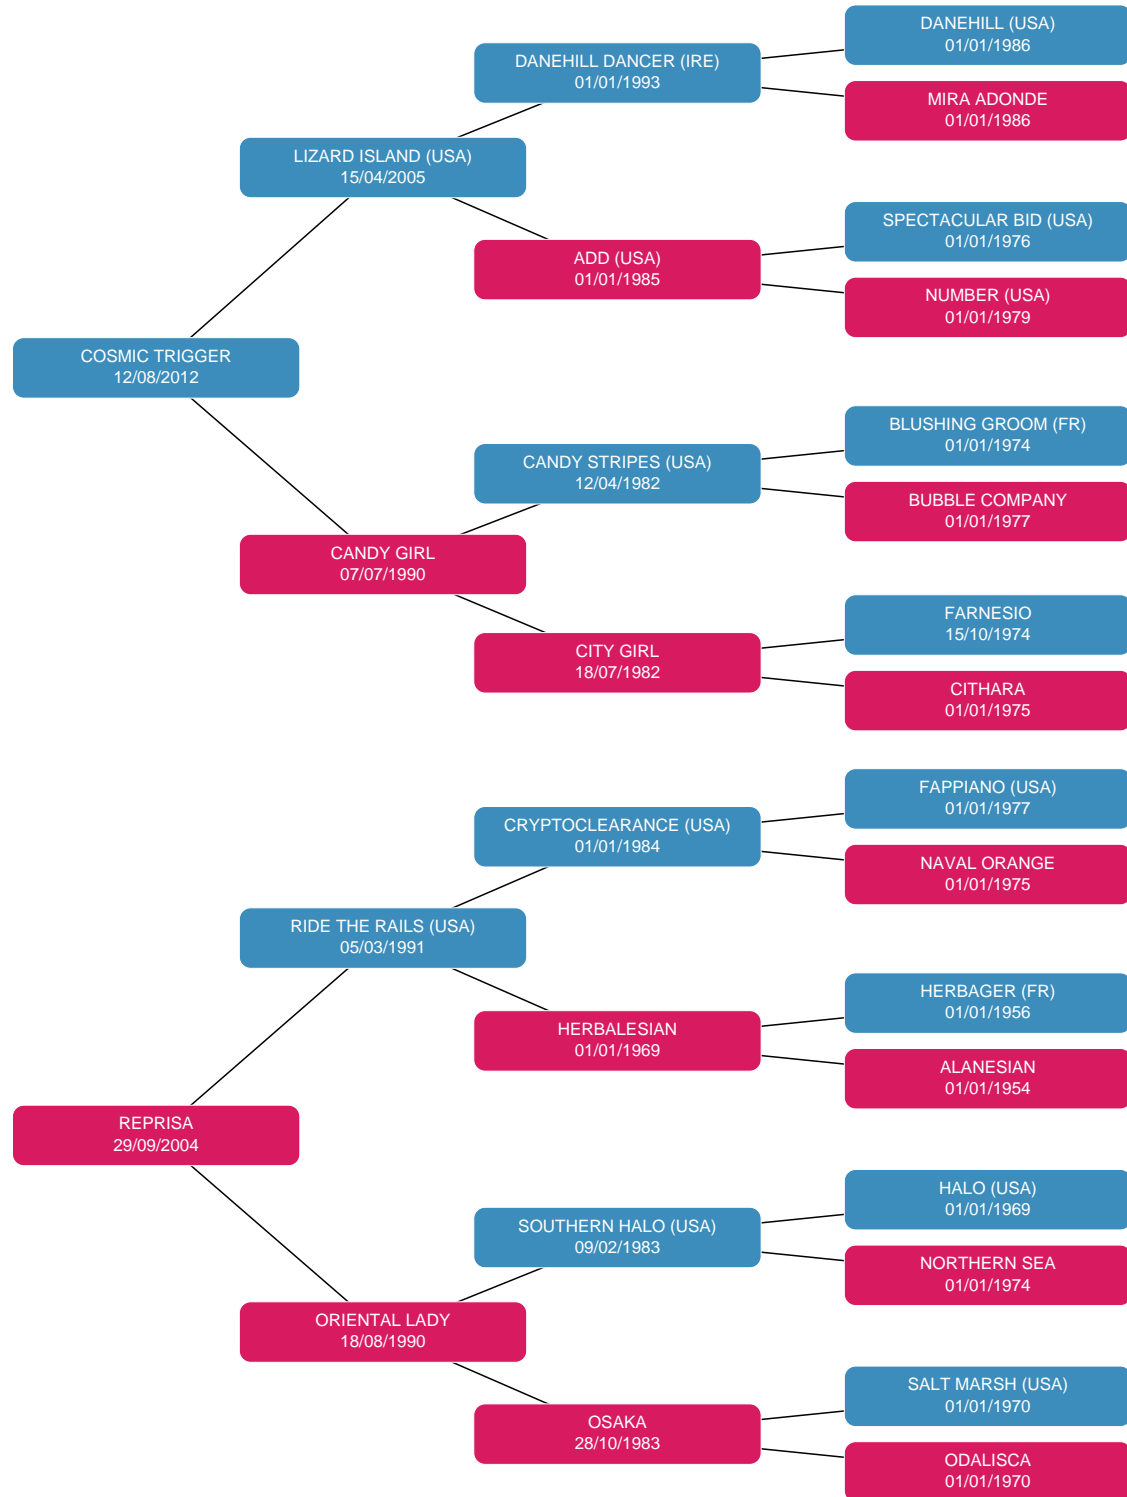 DANEHILL (USA)
01/01/1986
DANEHILL DANCER (IRE)
01/01/1993
MIRA ADONDE
01/01/1986
LIZARD ISLAND (USA)
15/04/2005
SPECTACULAR BID (USA)
01/01/1976
ADD (USA)
01/01/1985
NUMBER (USA)
01/01/1979
COSMIC TRIGGER
12/08/2012
BLUSHING GROOM (FR)
01/01/1974
CANDY STRIPES (USA)
12/04/1982
BUBBLE COMPANY
01/01/1977
CANDY GIRL
07/07/1990
FARNESIO
15/10/1974
CITY GIRL
18/07/1982
CITHARA
01/01/1975
FAPPIANO (USA)
01/01/1977
CRYPTOCLEARANCE (USA)
01/01/1984
NAVAL ORANGE
01/01/1975
RIDE THE RAILS (USA)
05/03/1991
HERBAGER (FR)
01/01/1956
HERBALESIAN
01/01/1969
ALANESIAN
01/01/1954
REPRISA
29/09/2004
HALO (USA)
01/01/1969
SOUTHERN HALO (USA)
09/02/1983
NORTHERN SEA
01/01/1974
ORIENTAL LADY
18/08/1990
SALT MARSH (USA)
01/01/1970
OSAKA
28/10/1983
ODALISCA
01/01/1970